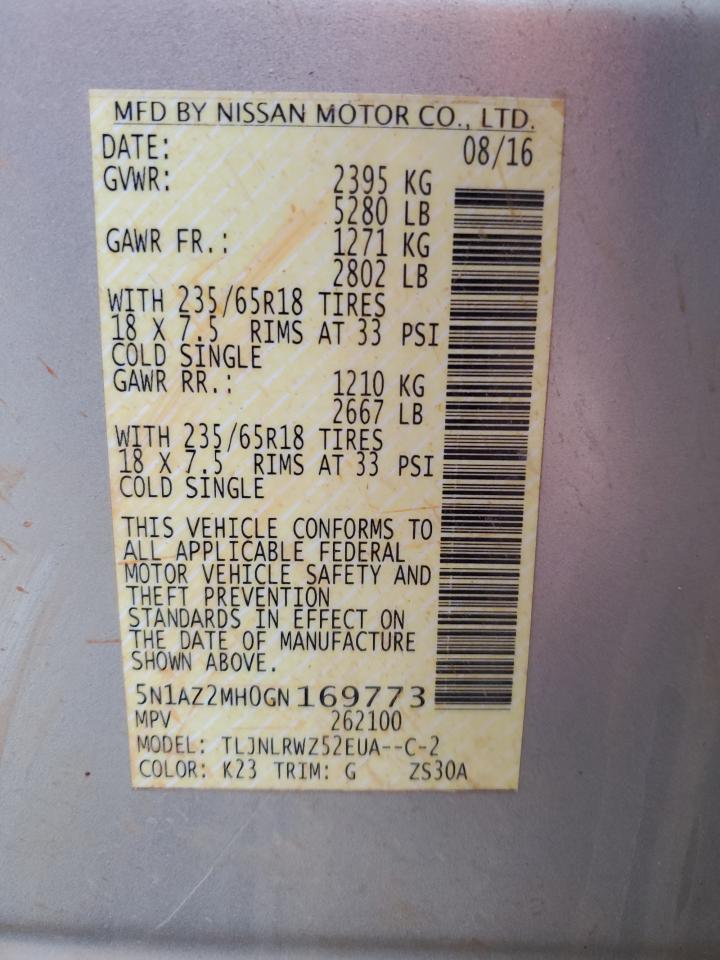 MFD BY NISSAN MOTOR CO., LTD.
DATE: 08/16
GVWR: 2395 KG
5280 LB
GAWR FR.: 1271 KG
2802 LB
WITH 235/65R18 TIRES
18 X 7.5 RIMS AT 33 PSI
COLD SINGLE
GAWR RR.: 1210 KG
2667 LB
WITH 235/65R18 TIRES
18 X 7.5 RIMS AT 33 PSI
COLD SINGLE
THIS VEHICLE CONFORMS TO
ALL APPLICABLE FEDERAL
MOTOR VEHICLE SAFETY AND
THEFT PREVENTION
STANDARDS IN EFFECT ON
THE DATE OF MANUFACTURE
SHOWN ABOVE.
5N1AZ2MH0GN169773
MPV 262100
MODEL: TLJNLRWZ52EUA--C-2
COLOR: K23 TRIM: G ZS30A